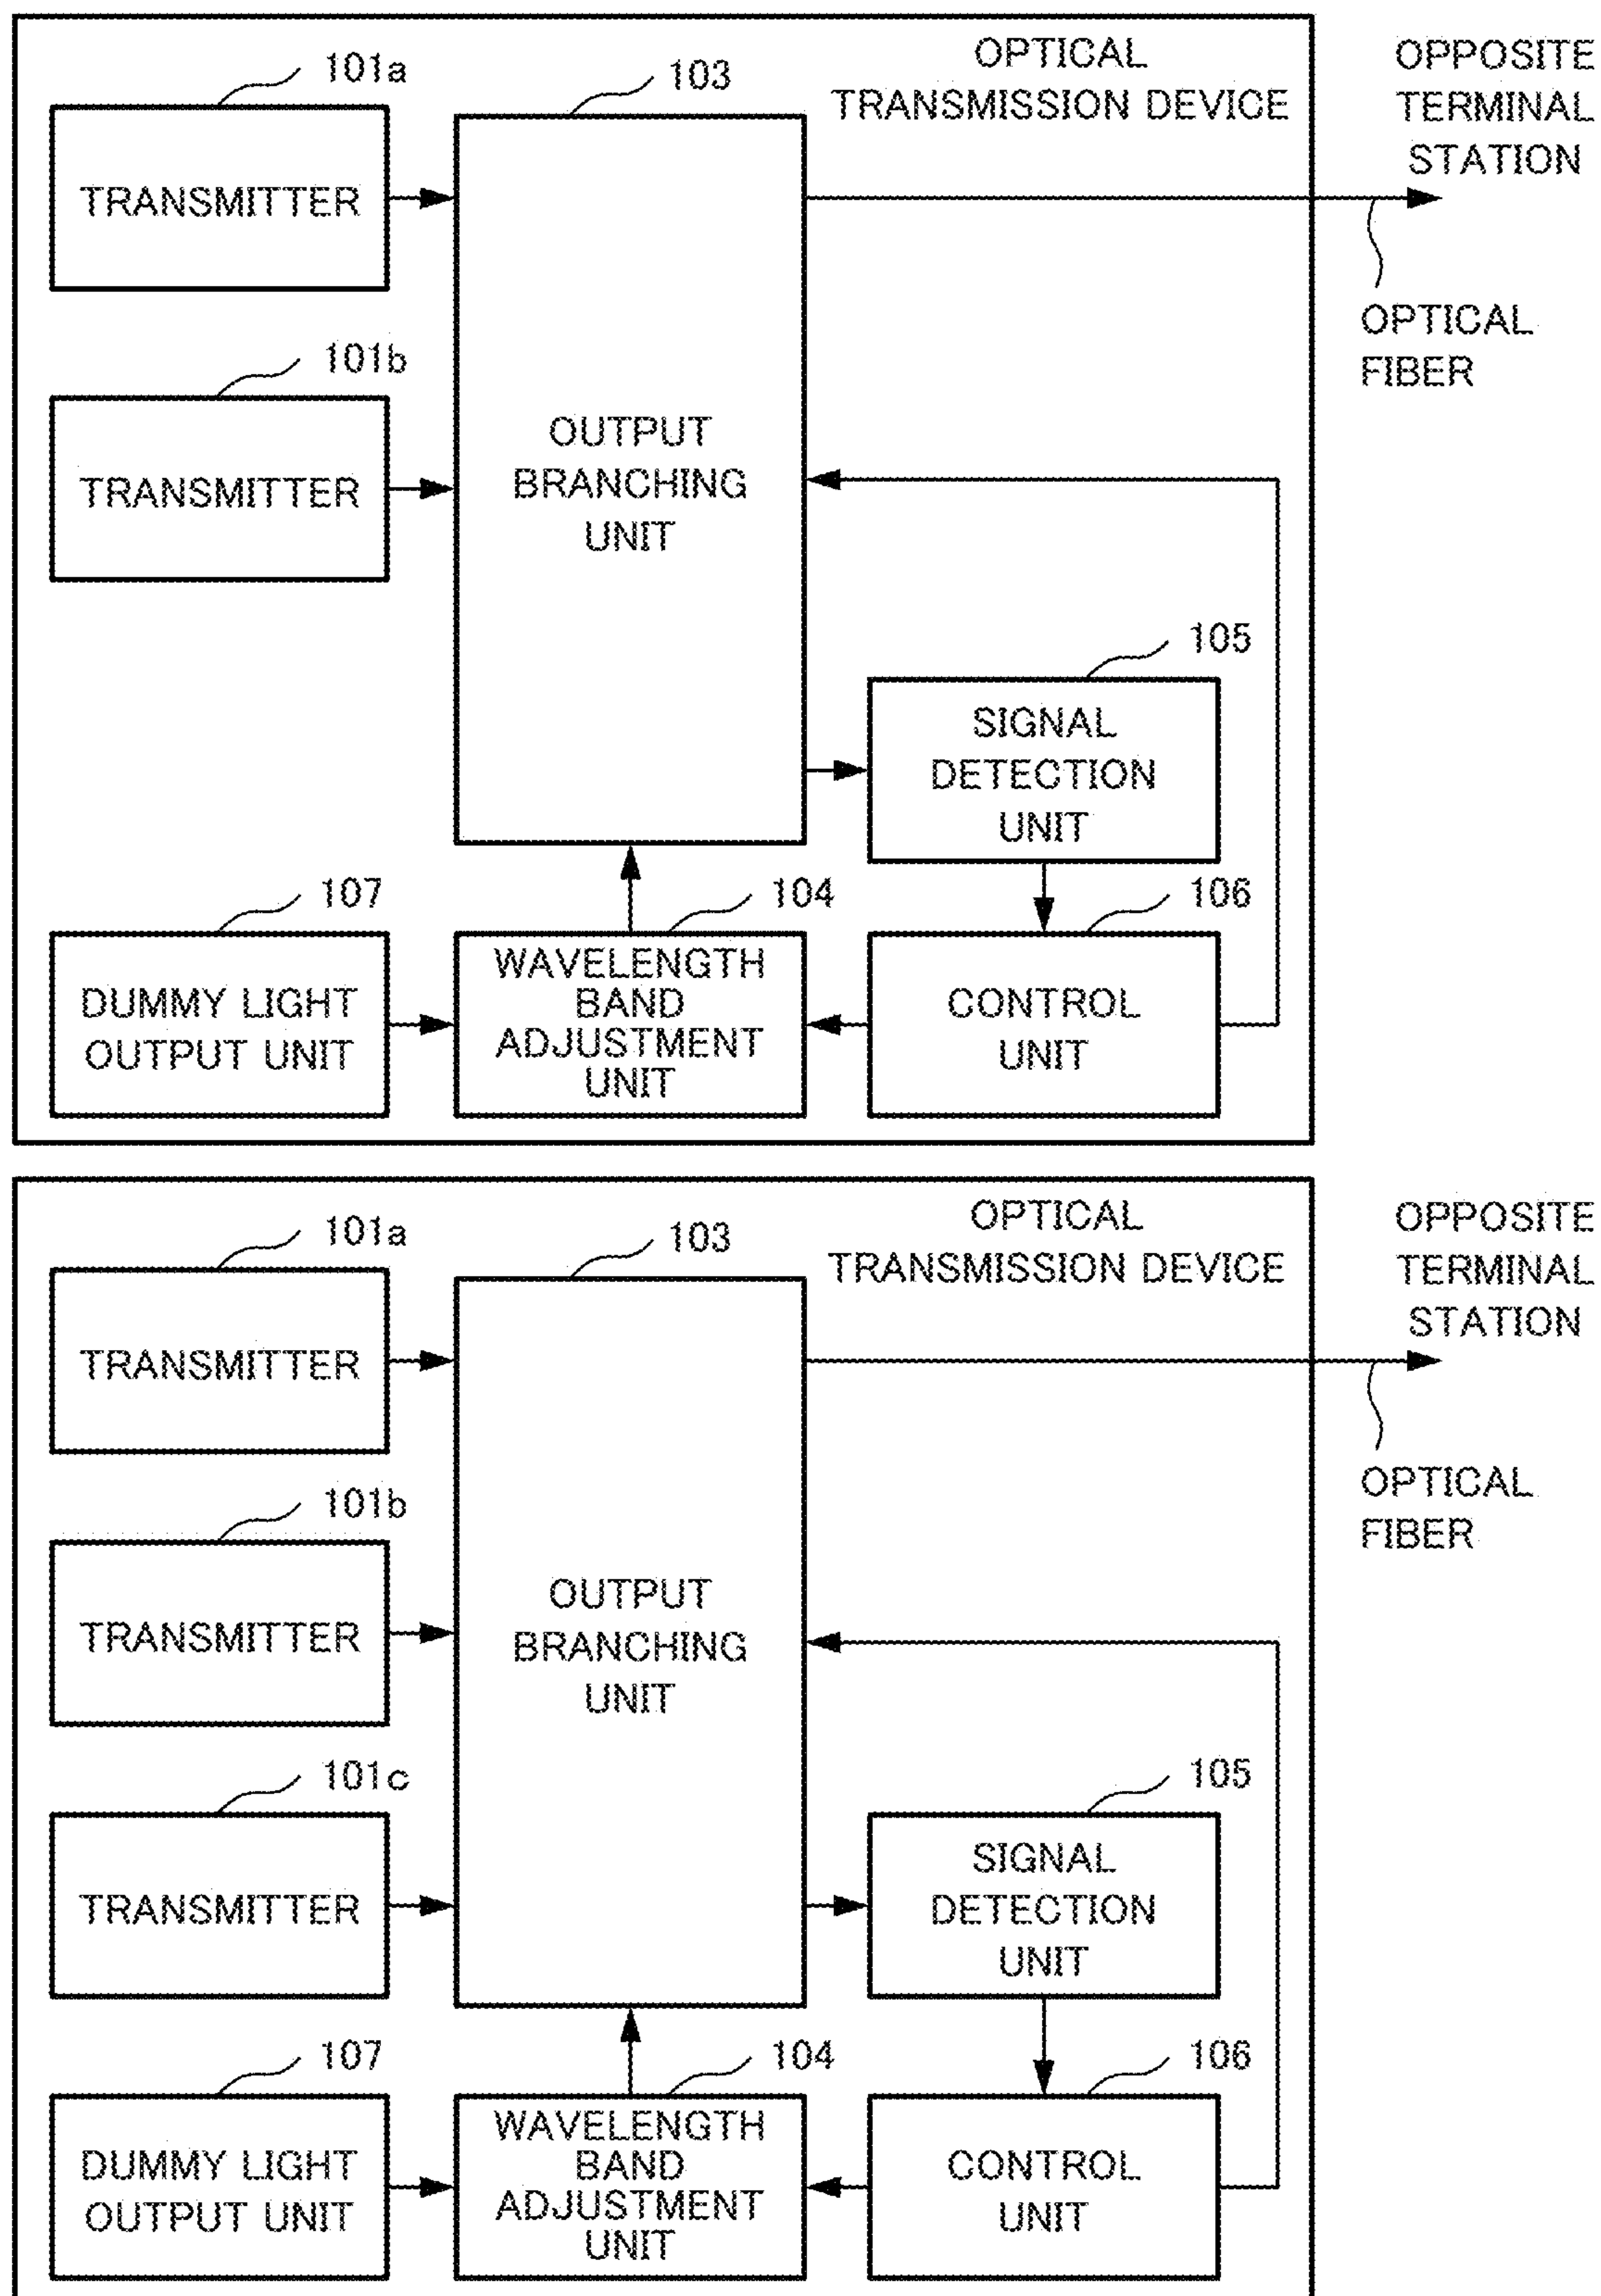 OPTICAL
TRANSMISSION DEVICE
OPPOSITE
TERMINAL
STATION
101a
103
TRANSMITTER
OPTICAL
FIBER
101b
TRANSMITTER
OUTPUT
BRANCHING
UNIT
105
SIGNAL
DETECTION
UNIT
107
104
106
DUMMY LIGHT
OUTPUT UNIT
WAVELENGTH
BAND
ADJUSTMENT
UNIT
CONTROL
UNIT
OPTICAL
TRANSMISSION DEVICE
OPPOSITE
TERMINAL
STATION
101a
103
TRANSMITTER
OPTICAL
FIBER
101b
TRANSMITTER
OUTPUT
BRANCHING
UNIT
101c
105
TRANSMITTER
SIGNAL
DETECTION
UNIT
107
104
106
DUMMY LIGHT
OUTPUT UNIT
WAVELENGTH
BAND
ADJUSTMENT
UNIT
CONTROL
UNIT